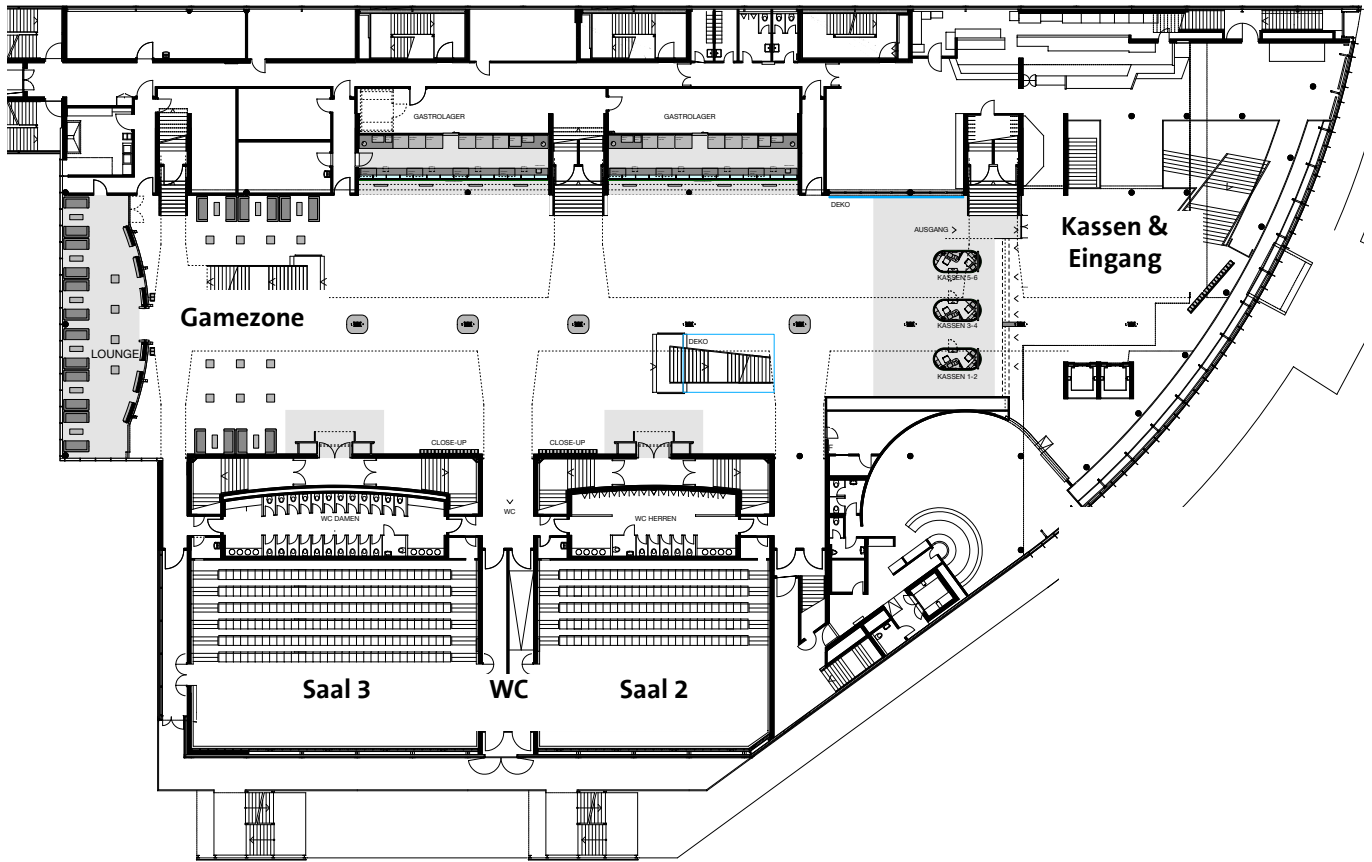 GASTROLAGER
GASTROLAGER
DEKO
AUSGANG
Kassen &
Eingang
KASSEN 5-6
Gamezone
KASSEN 3-4
DEKO
LOUNGE
KASSEN 1-2
CLOSE-UP
CLOSE-UP
WC
WC DAMEN
WC HERREN
Saal 3
WC
Saal 2